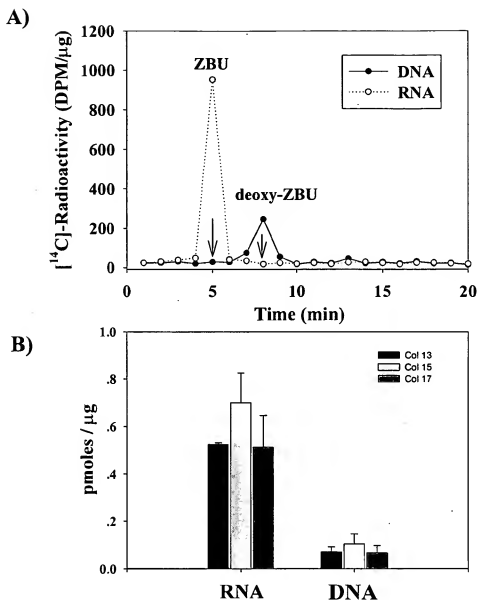 A)
1200
1000
800
600
400
200
0
[14C]-Radioactivity (DPM/µg)
ZBU
deoxy-ZBU
DNA
RNA
0 5 10 15 20
Time (min)
B)
1.0
.8
.6
.4
.2
0.0
pmoles / µg
Col 13
Col 15
Col 17
RNA DNA